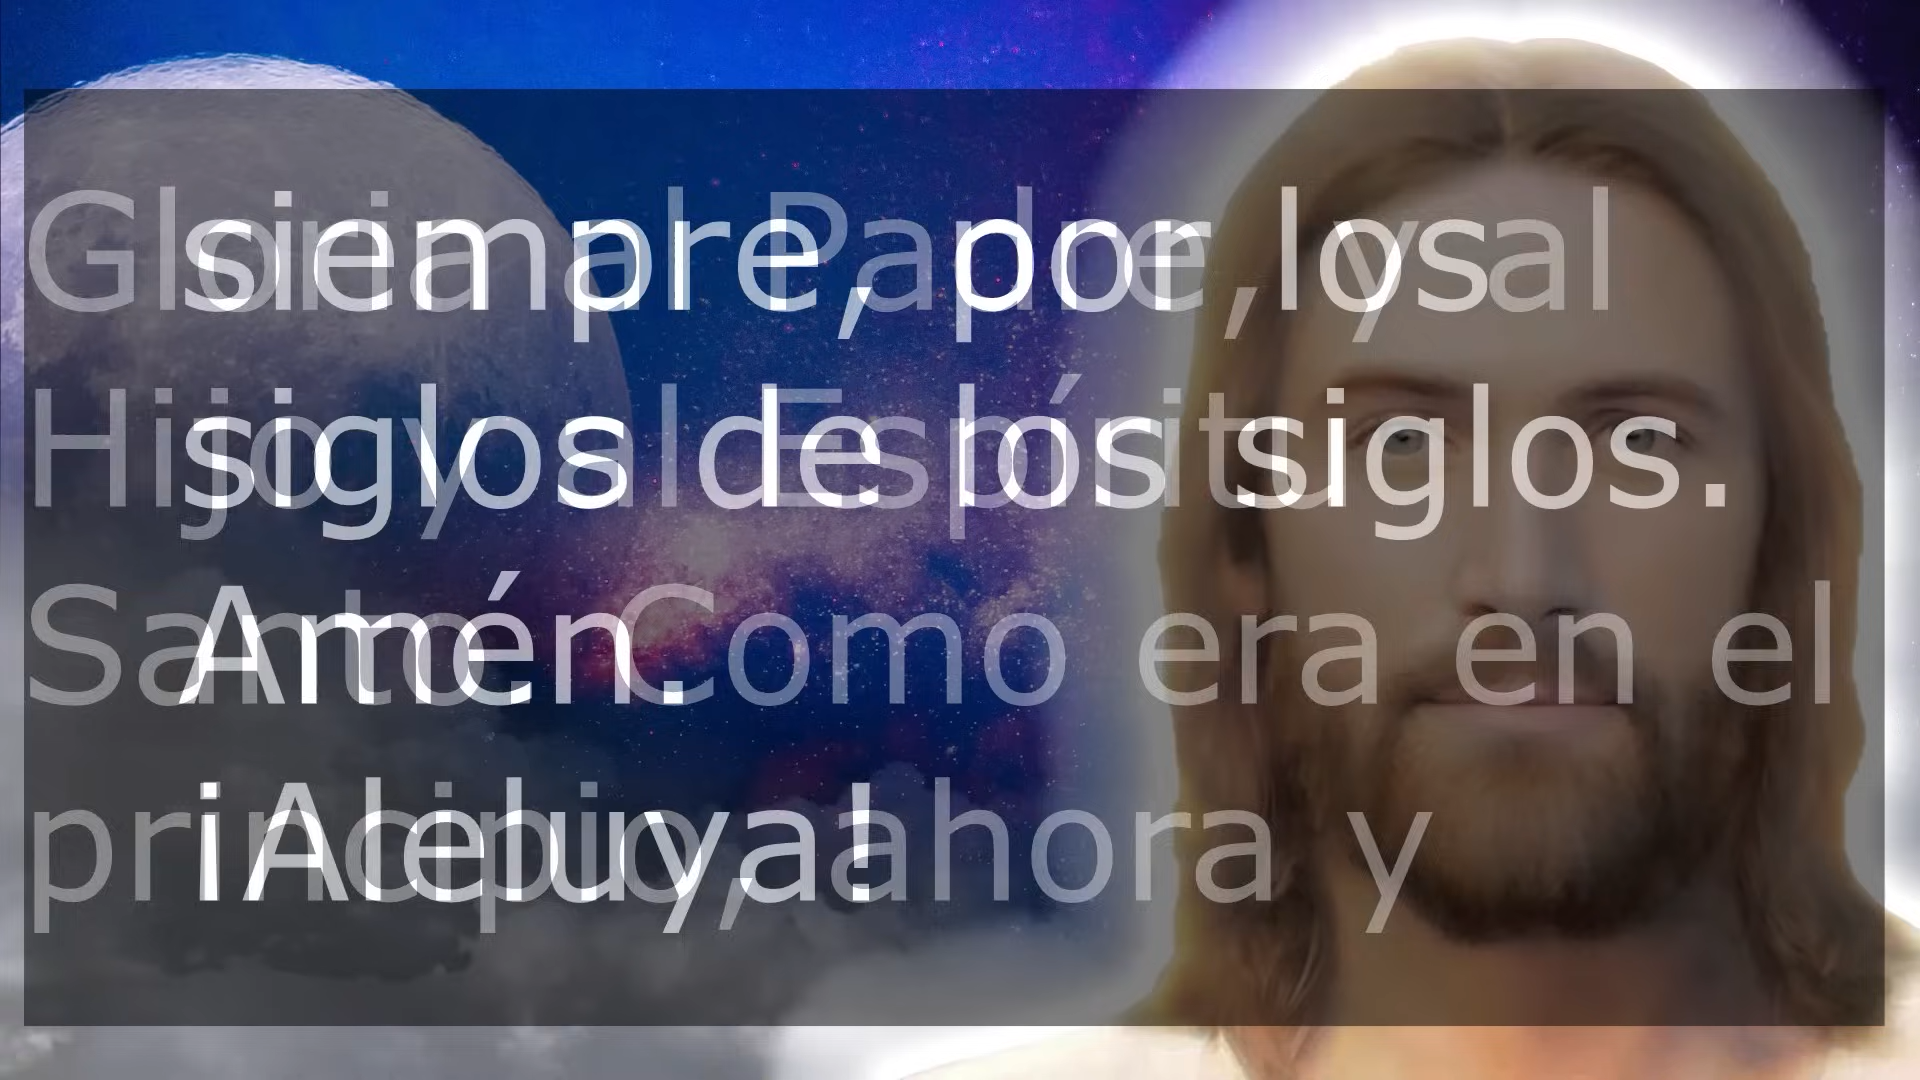 Gloria al Padre, y al
Hijo y al Espíritu
Santo. Como era en el
principio, ahora y
siempre, por los
siglos de los siglos.
Amén.
¡Aleluya!